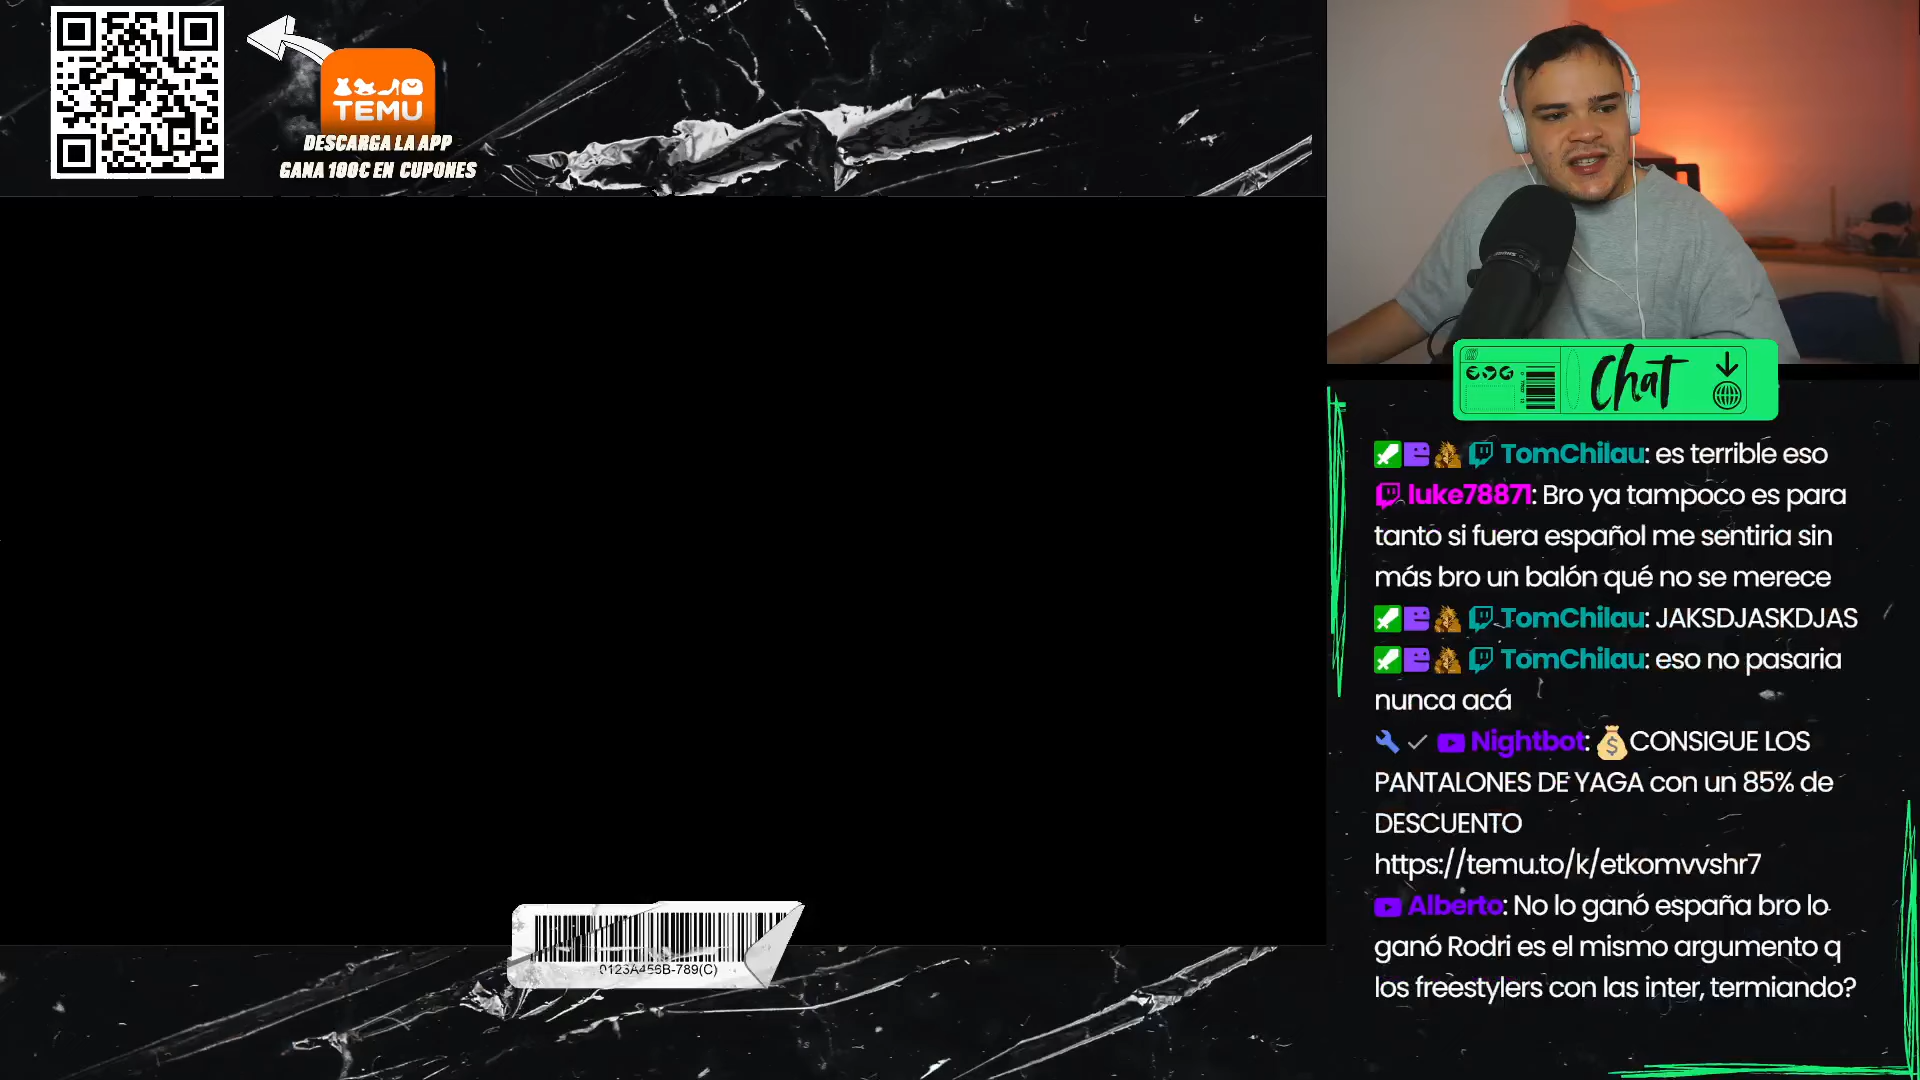 TEMU
DESCARGA LA APP
GANA 100€ EN CUPONES
Chat
TomChilau: es terrible eso
luke78871: Bro ya tampoco es para
tanto si fuera español me sentiria sin
más bro un balón qué no se merece
TomChilau: JAKSDJASKDJAS
TomChilau: eso no pasaria
nunca acá
Nightbot: 💰CONSIGUE LOS
PANTALONES DE YAGA con un 85% de
DESCUENTO
https://temu.to/k/etkomvvshr7
Alberto: No lo ganó españa bro lo
ganó Rodri es el mismo argumento q
los freestylers con las inter, termiando?
0123A456B-789(C)